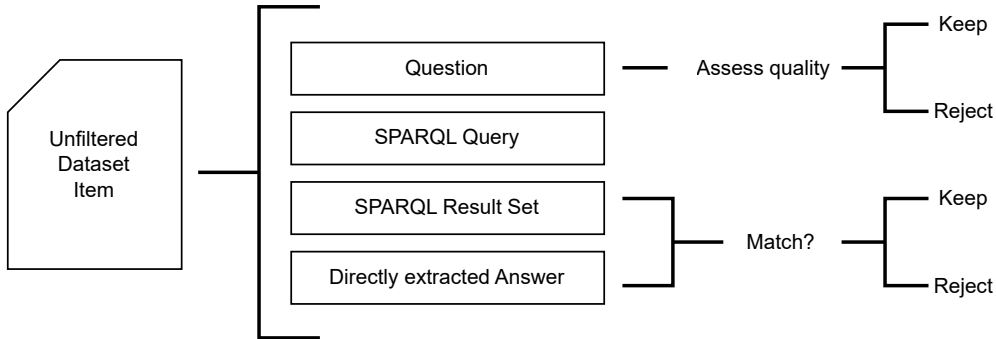 Unfiltered
Dataset
Item
Question
SPARQL Query
SPARQL Result Set
Directly extracted Answer
Assess quality
Keep
Reject
Match?
Keep
Reject